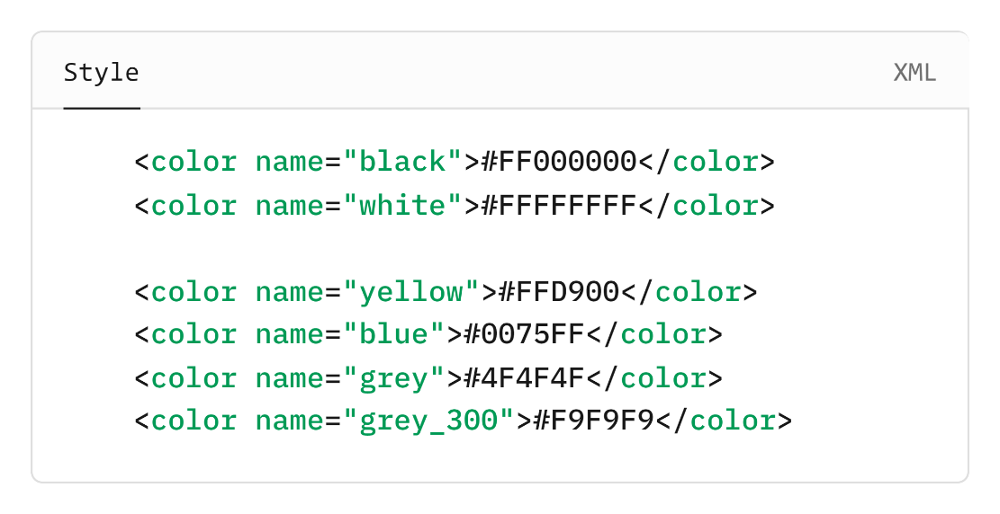 Style
XML
<color name="black">#FF000000</color>
<color name="white">#FFFFFFFF</color>
<color name="yellow">#FFD900</color>
<color name="blue">#0075FF</color>
<color name="grey">#4F4F4F</color>
<color name="grey_300">#F9F9F9</color>